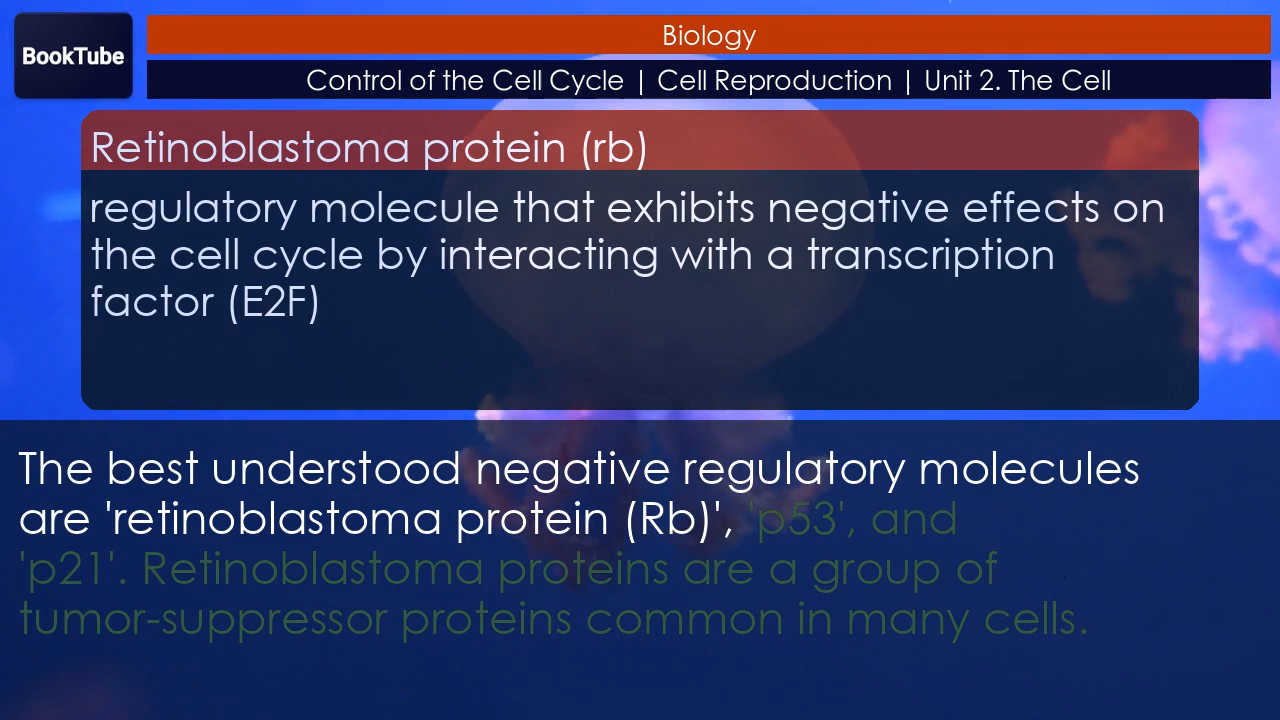 BookTube
Biology
Control of the Cell Cycle | Cell Reproduction | Unit 2. The Cell
Retinoblastoma protein (rb)
regulatory molecule that exhibits negative effects on
the cell cycle by interacting with a transcription
factor (E2F)
The best understood negative regulatory molecules
are 'retinoblastoma protein (Rb)', 'p53', and
'p21'. Retinoblastoma proteins are a group of
tumor-suppressor proteins common in many cells.